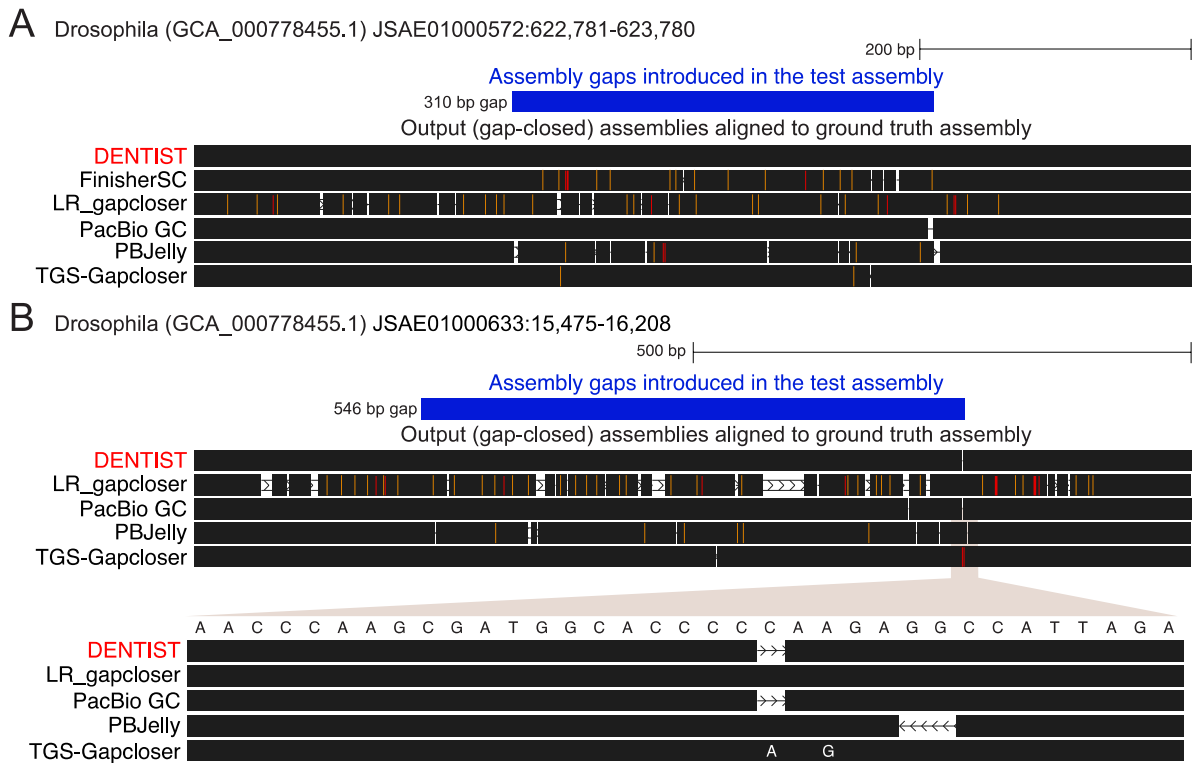 A Drosophila (GCA_000778455.1) JSAE01000572:622,781-623,780
200 bp
Assembly gaps introduced in the test assembly
310 bp gap
Output (gap-closed) assemblies aligned to ground truth assembly
DENTIST
FinisherSC
LR_gapcloser
PacBio GC
PBJelly
TGS-Gapcloser
B Drosophila (GCA_000778455.1) JSAE01000633:15,475-16,208
500 bp
Assembly gaps introduced in the test assembly
546 bp gap
Output (gap-closed) assemblies aligned to ground truth assembly
DENTIST
LR_gapcloser
PacBio GC
PBJelly
TGS-Gapcloser
A A C C C A A G C G A T G G C A C C C C C A A G A G G C C A T T A G A
DENTIST
LR_gapcloser
PacBio GC
PBJelly
TGS-Gapcloser A G